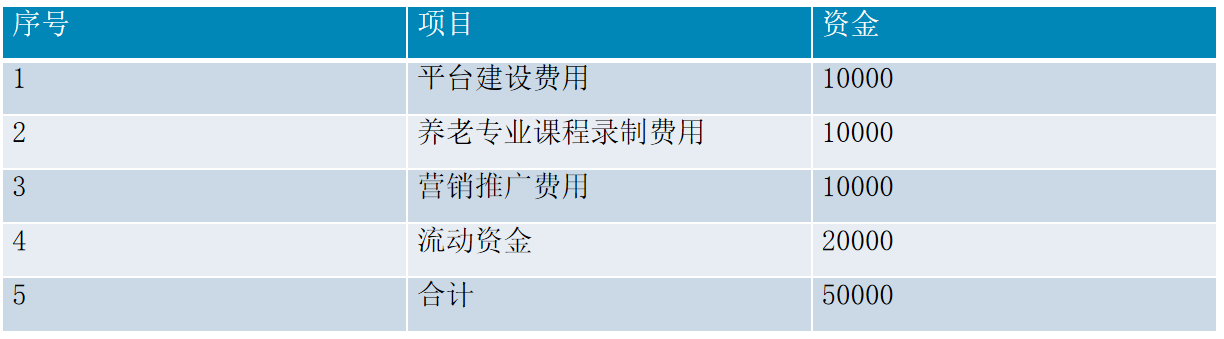 序号 项目 资金
1 平台建设费用 10000
2 养老专业课程录制费用 10000
3 营销推广费用 10000
4 流动资金 20000
5 合计 50000